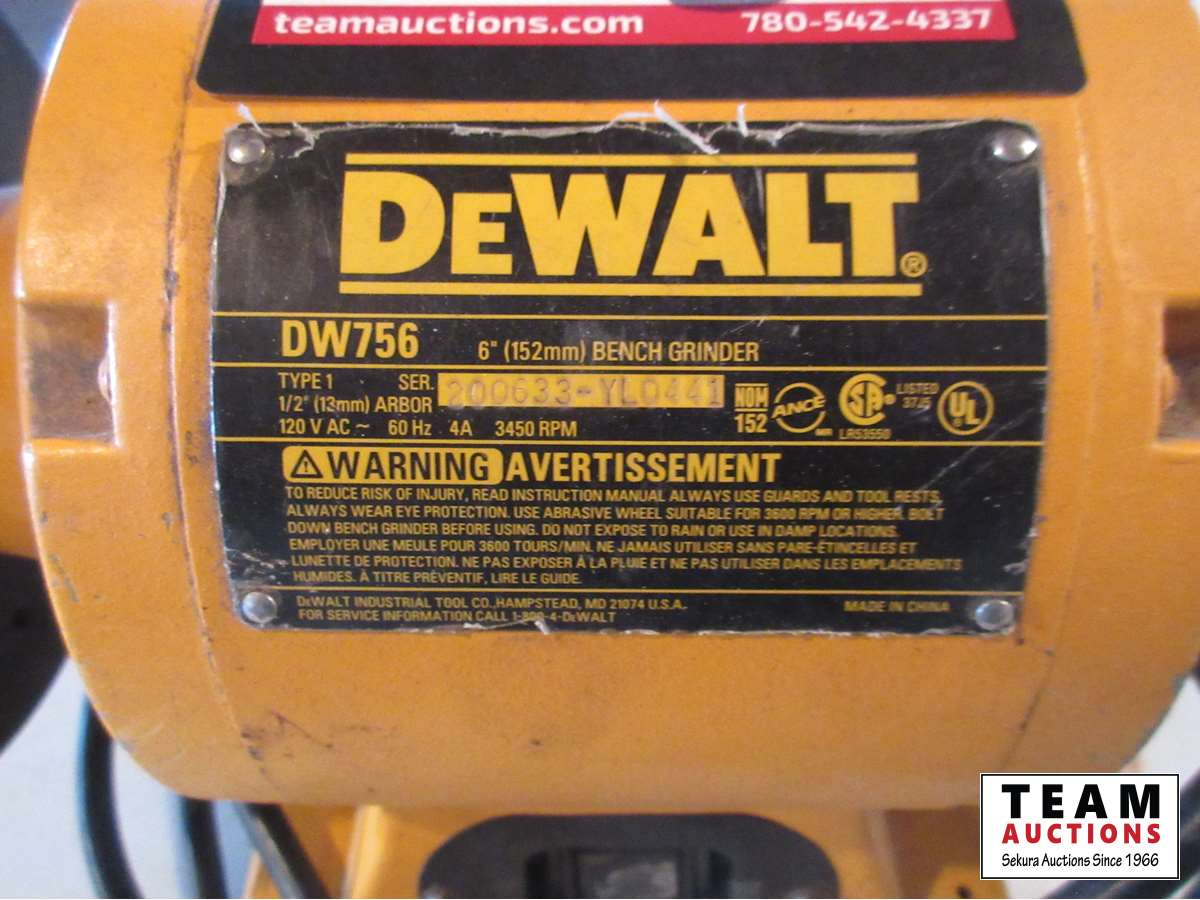 teamauctions.com 780-542-4337
DEWALT®
DW756 6" (152mm) BENCH GRINDER
TYPE 1 SER. 200633-YL0441
1/2" (13mm) ARBOR
120 V AC ~ 60 Hz 4A 3450 RPM
NOM
152
ANCE
MR
SA®
LR53550
LISTED
UL
⚠WARNING AVERTISSEMENT
TO REDUCE RISK OF INJURY, READ INSTRUCTION MANUAL ALWAYS USE GUARDS AND TOOL RESTS,
ALWAYS WEAR EYE PROTECTION. USE ABRASIVE WHEEL SUITABLE FOR 3600 RPM OR HIGHER. BOLT
DOWN BENCH GRINDER BEFORE USING. DO NOT EXPOSE TO RAIN OR USE IN DAMP LOCATIONS.
EMPLOYER UNE MEULE POUR 3600 TOURS/MIN. NE JAMAIS UTILISER SANS PARE-ÉTINCELLES ET
LUNETTE DE PROTECTION. NE PAS EXPOSER À LA PLUIE ET NE PAS UTILISER DANS LES EMPLACEMENTS
HUMIDES. À TITRE PRÉVENTIF, LIRE LE GUIDE.
DEWALT INDUSTRIAL TOOL CO., HAMPSTEAD, MD 21074 U.S.A. MADE IN CHINA
FOR SERVICE INFORMATION CALL 1-800-4-DEWALT
TEAM
AUCTIONS
Sekura Auctions Since 1966